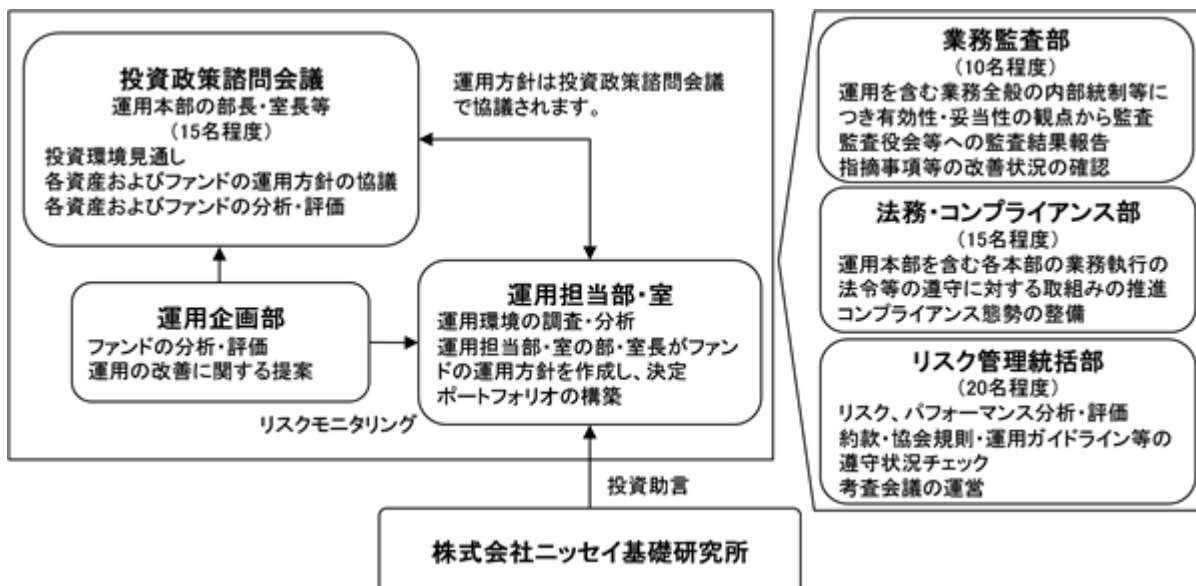 投資政策諮問会議
運用本部の部長・室長等
(15名程度)
投資環境見通し
各資産およびファンドの運用方針の協議
各資産およびファンドの分析・評価
運用方針は投資政策諮問会議
で協議されます。
運用企画部
ファンドの分析・評価
運用の改善に関する提案
リスクモニタリング
運用担当部・室
運用環境の調査・分析
運用担当部・室の部・室長がファン
ドの運用方針を作成し、決定
ポートフォリオの構築
投資助言
株式会社ニッセイ基礎研究所
業務監査部
(10名程度)
運用を含む業務全般の内部統制等に
つき有効性・妥当性の観点から監査
監査役会等への監査結果報告
指摘事項等の改善状況の確認
法務・コンプライアンス部
(15名程度)
運用本部を含む各本部の業務執行の
法令等の遵守に対する取組みの推進
コンプライアンス態勢の整備
リスク管理統括部
(20名程度)
リスク、パフォーマンス分析・評価
約款・協会規則・運用ガイドライン等の
遵守状況チェック
考査会議の運営